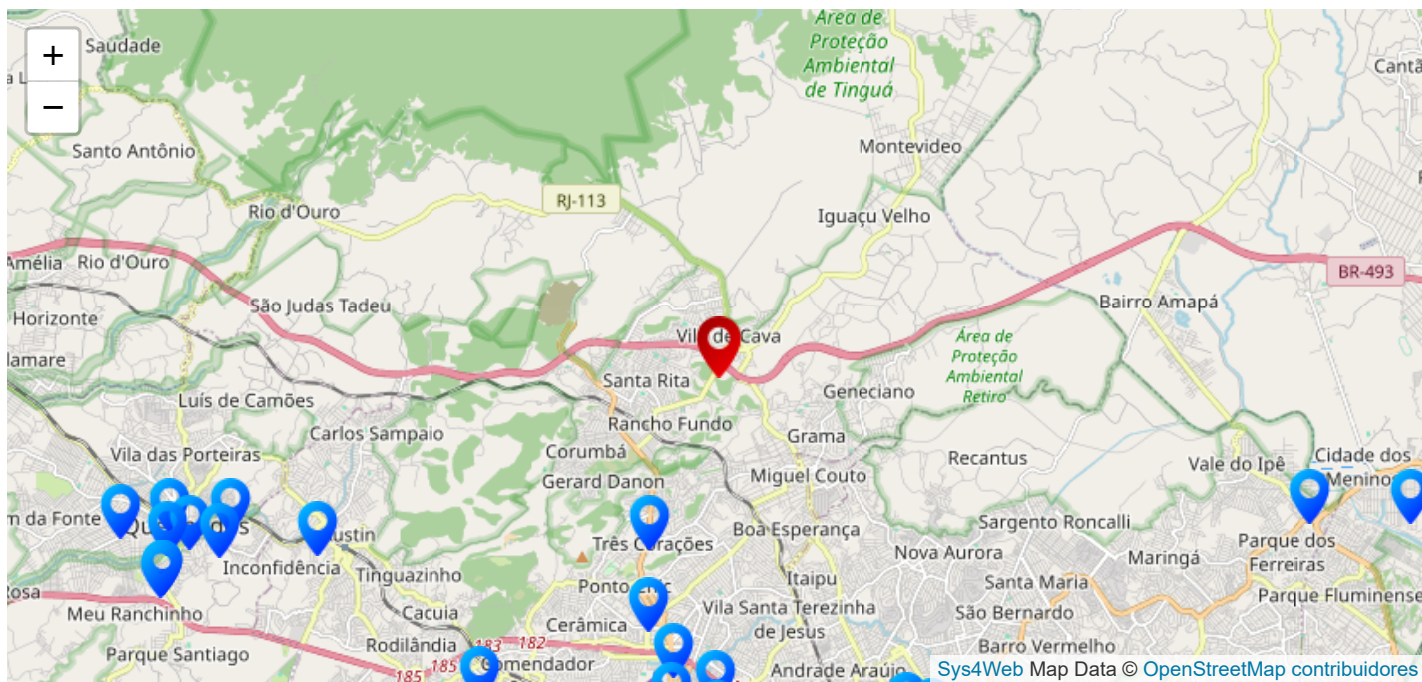 +
−
Saudade
Área de
Proteção
Ambiental
de Tinguá
Santo Antônio
Montevideo
RJ-113
Rio d'Ouro
Iguaçu Velho
Amélia
Rio d'Ouro
BR-493
São Judas Tadeu
Horizonte
Bairro Amapá
Área de
Proteção
Ambiental
Retiro
Santa Rita
Geneciano
Luís de Camões
Rancho Fundo
Carlos Sampaio
Grama
Vila das Porteiras
Corumbá
Recantus
Cidade dos
Meninos
Vale do Ipê
Gerard Danon
Miguel Couto
Sargento Roncalli
Boa Esperança
Três Corações
Nova Aurora
Parque dos
Ferreiras
Maringá
Inconfidência
Tinguazinho
Itaipu
Santa Maria
Parque Fluminense
Meu Ranchinho
Cacuia
Vila Santa Terezinha
de Jesus
São Bernardo
Cerâmica
Rodilândia
183
182
Barro Vermelho
Parque Santiago
185
185
Comendador
Andrade Araújo
Sys4Web Map Data © OpenStreetMap contribuidores